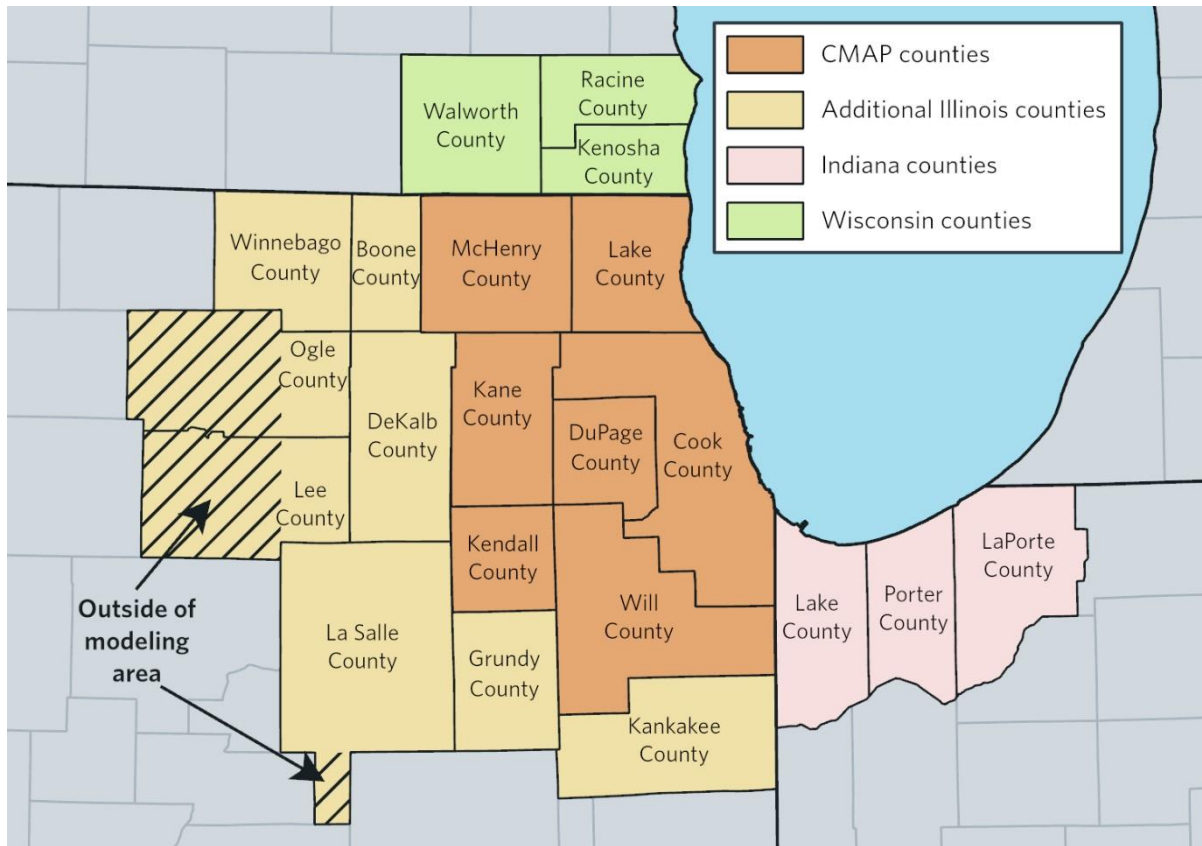 CMAP counties
Additional Illinois counties
Indiana counties
Wisconsin counties
Walworth
County
Racine
County
Kenosha
County
Winnebago
County
Boone
County
McHenry
County
Lake
County
Ogle
County
DeKalb
County
Kane
County
DuPage
County
Cook
County
Lee
County
Kendall
County
Will
County
Lake
County
Porter
County
LaPorte
County
Outside of
modeling
area
La Salle
County
Grundy
County
Kankakee
County